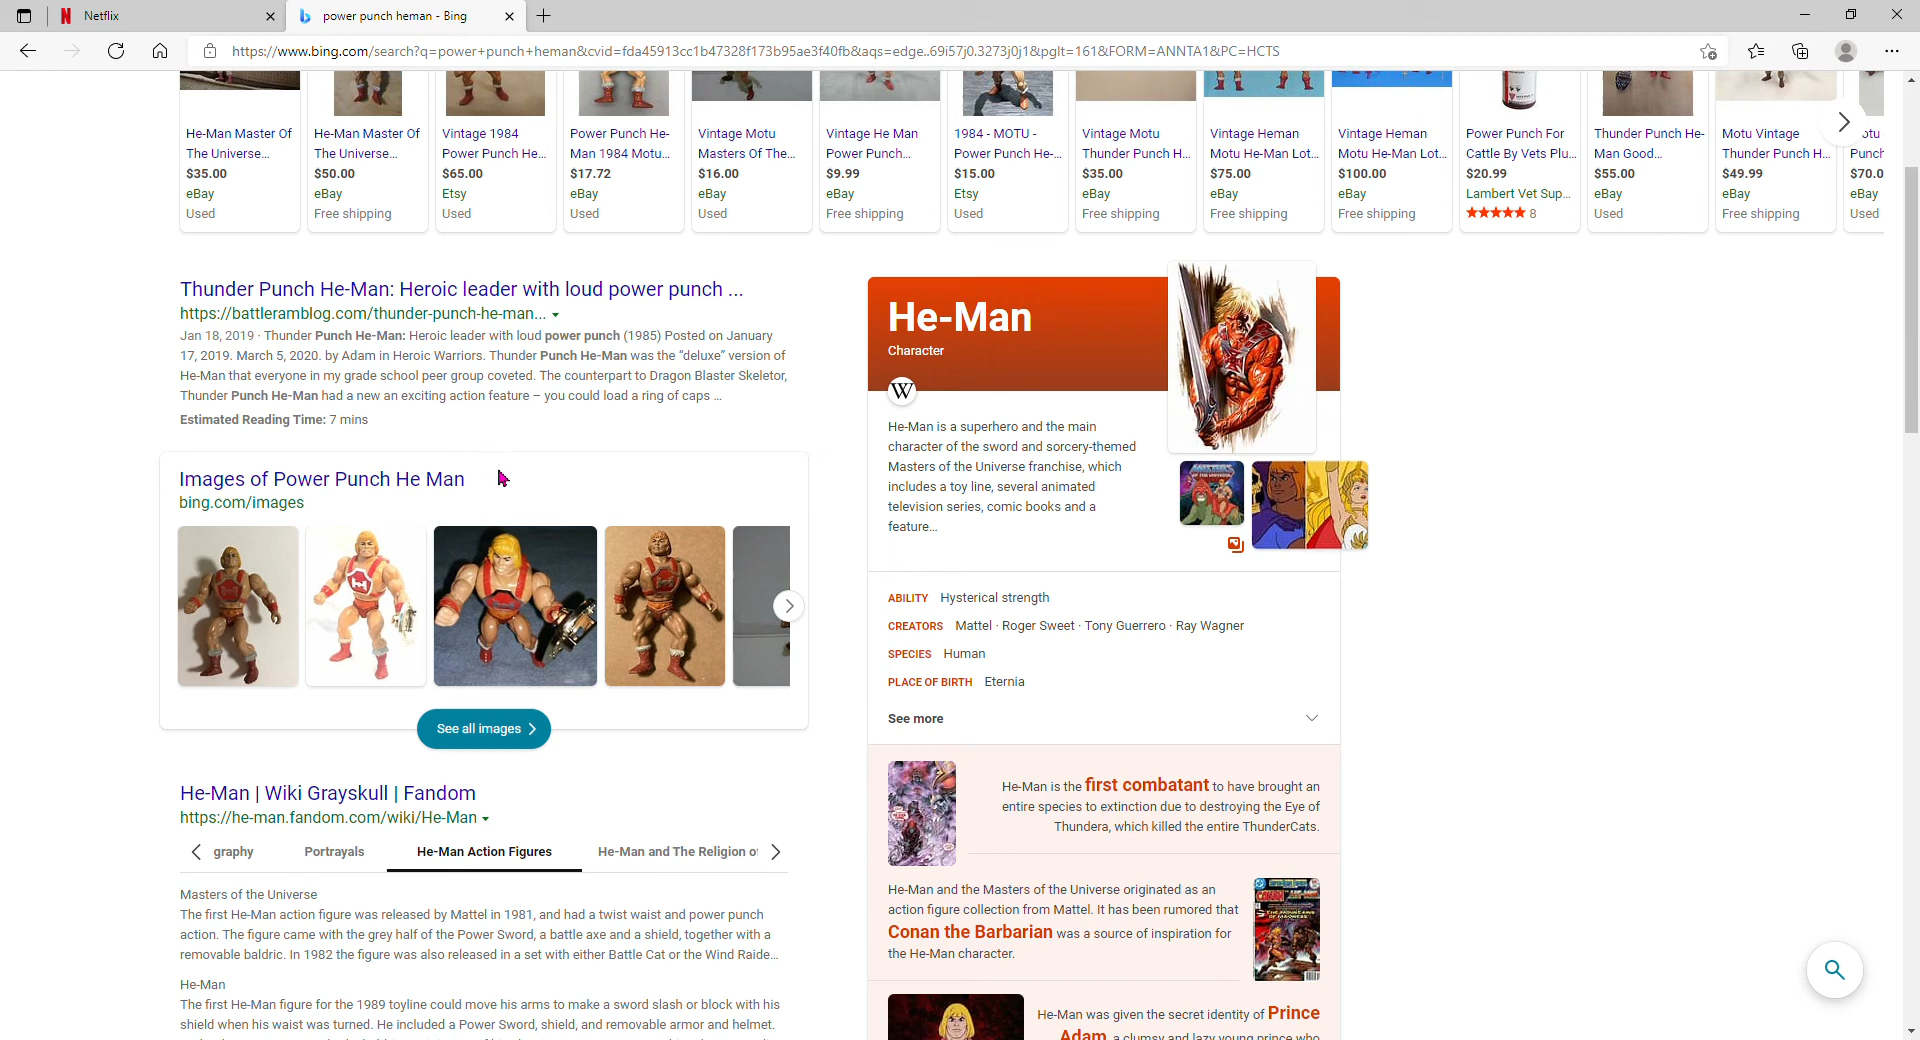 Netflix
power punch heman - Bing
https://www.bing.com/search?q=power+punch+heman&cvid=fda45913cc1b47328f173b95ae3f40fb&aqs=edge..69i57j0.3273j0j1&pglt=161&FORM=ANNTA1&PC=HCTS
He-Man Master Of The Universe...
$35.00
eBay
Used
He-Man Master Of The Universe...
$50.00
eBay
Free shipping
Vintage 1984 Power Punch He...
$65.00
Etsy
Used
Power Punch He-Man 1984 Motu...
$17.72
eBay
Used
Vintage Motu Masters Of The...
$16.00
eBay
Used
Vintage He Man Power Punch...
$9.99
eBay
Free shipping
1984 - MOTU - Power Punch He-...
$15.00
Etsy
Used
Vintage Motu Thunder Punch H...
$35.00
eBay
Free shipping
Vintage Heman Motu He-Man Lot...
$75.00
eBay
Free shipping
Vintage Heman Motu He-Man Lot...
$100.00
eBay
Free shipping
Power Punch For Cattle By Vets Plu...
$20.99
Lambert Vet Sup...
8
Thunder Punch He-Man Good...
$55.00
eBay
Used
Motu Vintage Thunder Punch H...
$49.99
eBay
Free shipping
otu
Punch
$70.0
eBay
Used
Thunder Punch He-Man: Heroic leader with loud power punch ...
https://battleramblog.com/thunder-punch-he-man...
Jan 18, 2019 · Thunder Punch He-Man: Heroic leader with loud power punch (1985) Posted on January
17, 2019. March 5, 2020. by Adam in Heroic Warriors. Thunder Punch He-Man was the "deluxe" version of
He-Man that everyone in my grade school peer group coveted. The counterpart to Dragon Blaster Skeletor,
Thunder Punch He-Man had a new an exciting action feature – you could load a ring of caps ...
Estimated Reading Time: 7 mins
Images of Power Punch He Man
bing.com/images
See all images
He-Man | Wiki Grayskull | Fandom
https://he-man.fandom.com/wiki/He-Man
graphy
Portrayals
He-Man Action Figures
He-Man and The Religion of
Masters of the Universe
The first He-Man action figure was released by Mattel in 1981, and had a twist waist and power punch
action. The figure came with the grey half of the Power Sword, a battle axe and a shield, together with a
removable baldric. In 1982 the figure was also released in a set with either Battle Cat or the Wind Raide...
He-Man
The first He-Man figure for the 1989 toyline could move his arms to make a sword slash or block with his
shield when his waist was turned. He included a Power Sword, shield, and removable armor and helmet.
He-Man
Character
W
He-Man is a superhero and the main
character of the sword and sorcery-themed
Masters of the Universe franchise, which
includes a toy line, several animated
television series, comic books and a
feature...
ABILITY Hysterical strength
CREATORS Mattel · Roger Sweet · Tony Guerrero · Ray Wagner
SPECIES Human
PLACE OF BIRTH Eternia
See more
He-Man is the first combatant to have brought an
entire species to extinction due to destroying the Eye of
Thundera, which killed the entire ThunderCats.
He-Man and the Masters of the Universe originated as an
action figure collection from Mattel. It has been rumored that
Conan the Barbarian was a source of inspiration for
the He-Man character.
He-Man was given the secret identity of Prince
Adam, a clumsy and lazy young prince who